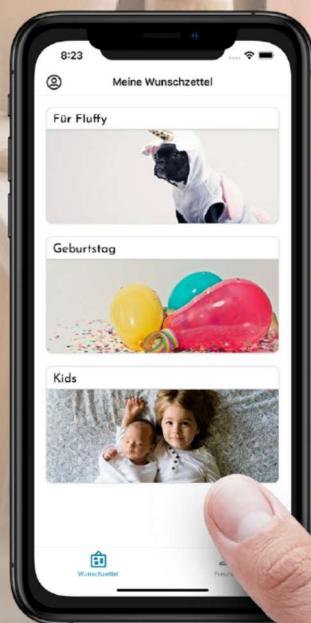 8:23
Meine Wunschzettel
Für Fluffy
Geburtstag
Kids
Wunschzettel